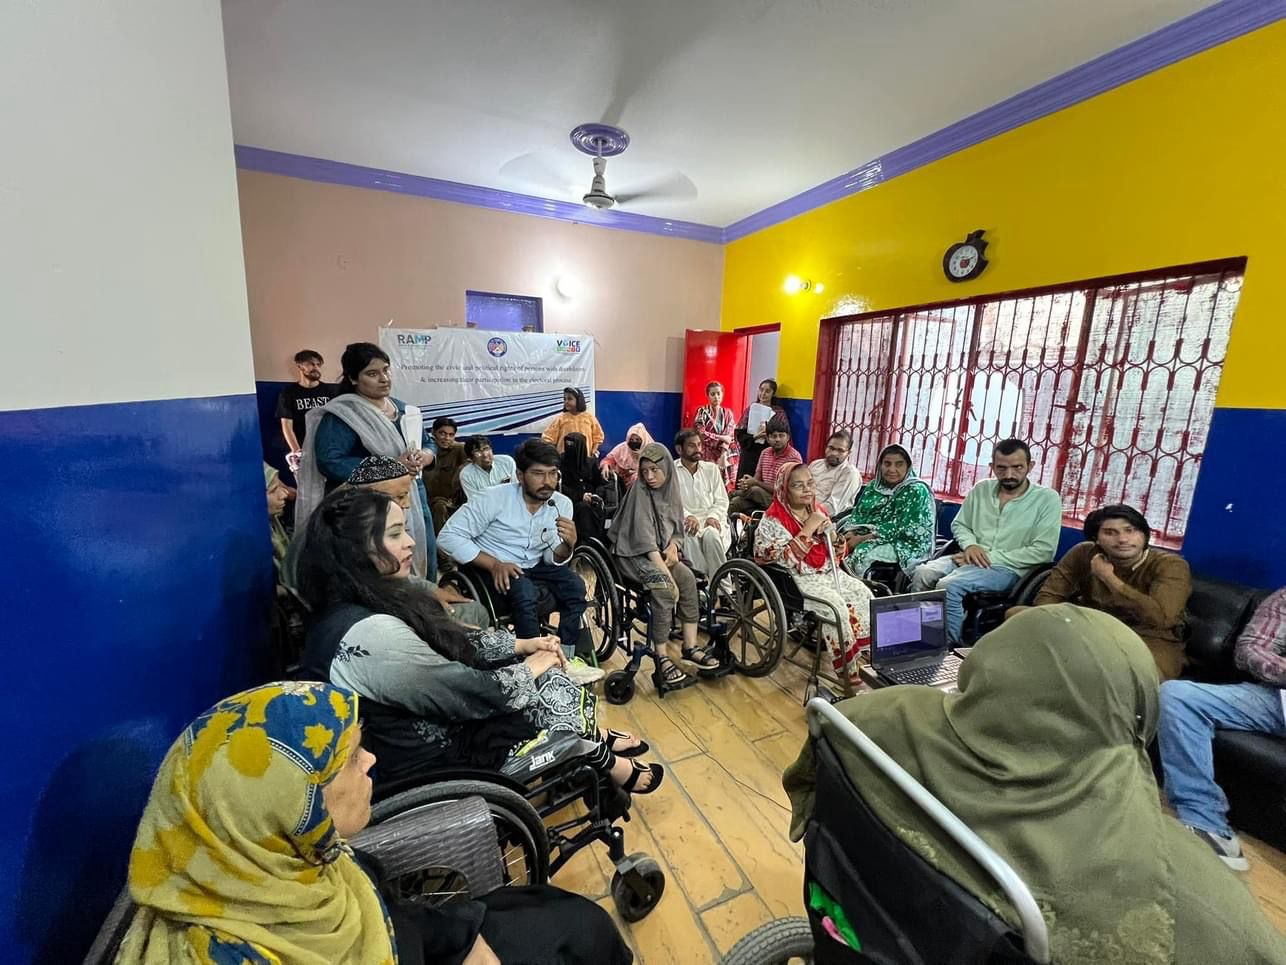 RAMP
VOICE
Promoting the civic and political rights of persons with disabilities
& increasing their participation in the electoral process
BEAST
Jank